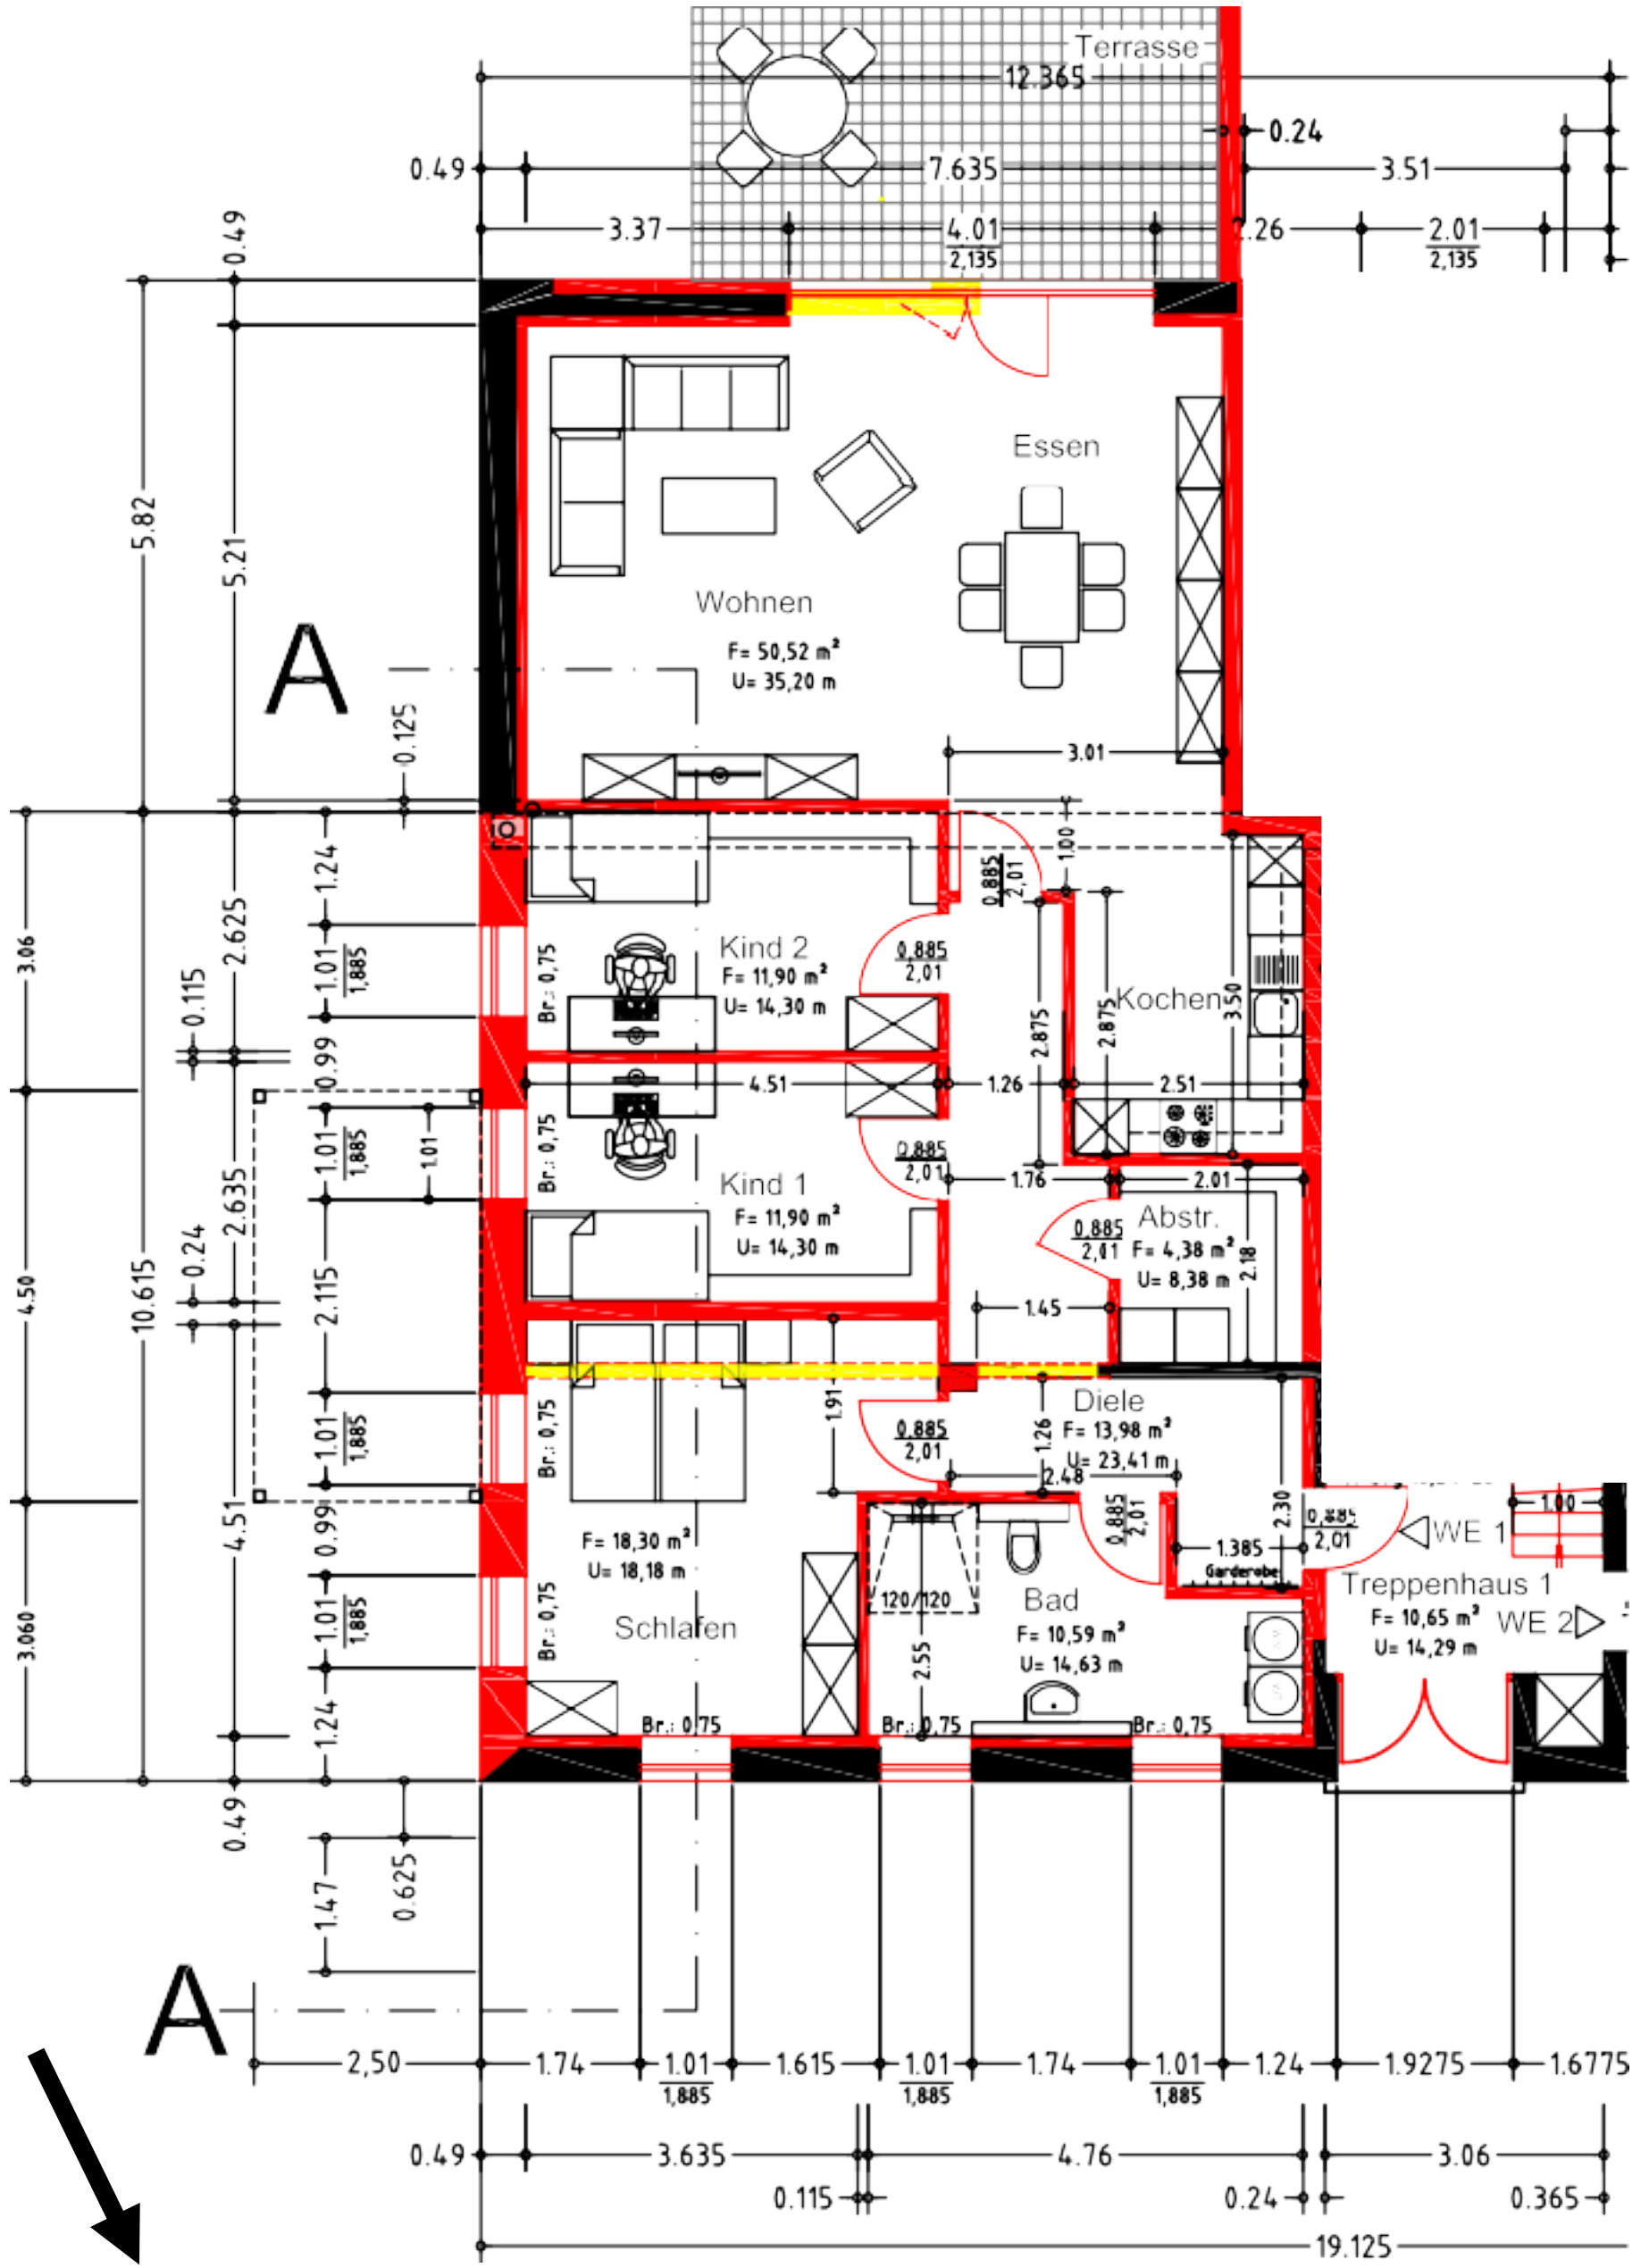 Terrasse
12.365
0.24
0.49
7.635
3.51
3.37
4.01
2,135
2.01
2,135
0.49
5.82
5.21
Essen
Wohnen
F= 50,52 m²
U= 35,20 m
A
0.125
3.01
1.24
1.00
0.885
2,01
3.06
2.625
1.01
1,885
Br.: 0,75
Kind 2
F= 11,90 m²
U= 14,30 m
0.885
2,01
Kochen
3.50
2.875
2.875
0.115
0.99
4.51
1.26
2.51
1.01
1,885
1.01
Br.: 0,75
0.885
2,01
Kind 1
F= 11,90 m²
U= 14,30 m
1.76
2.01
2.635
0.24
4.50
10.615
2.115
Abstr.
F= 4,38 m²
U= 8,38 m
2.18
0.885
2,01
1.45
1.91
Diele
F= 13,98 m²
U= 23,41 m
1.26
2.48
0.885
2,01
1.01
1,885
Br.: 0,75
4.51
0.99
F= 18,30 m²
U= 18,18 m
Schlafen
120/120
0.885
2,01
2.30
1.385
Garderobe
0,885
2,01
WE 1
1.00
Treppenhaus 1
F= 10,65 m²
U= 14,29 m
WE 2
Bad
F= 10,59 m²
U= 14,63 m
2.55
3.060
1.01
1,885
Br.: 0,75
1.24
Br.: 0,75
Br.: 0,75
Br.: 0,75
0.49
0.625
1.47
A
2,50
1.74
1.01
1,885
1.615
1.01
1,885
1.74
1.01
1,885
1.24
1.9275
1.6775
0.49
3.635
4.76
3.06
0.115
0.24
0.365
19.125